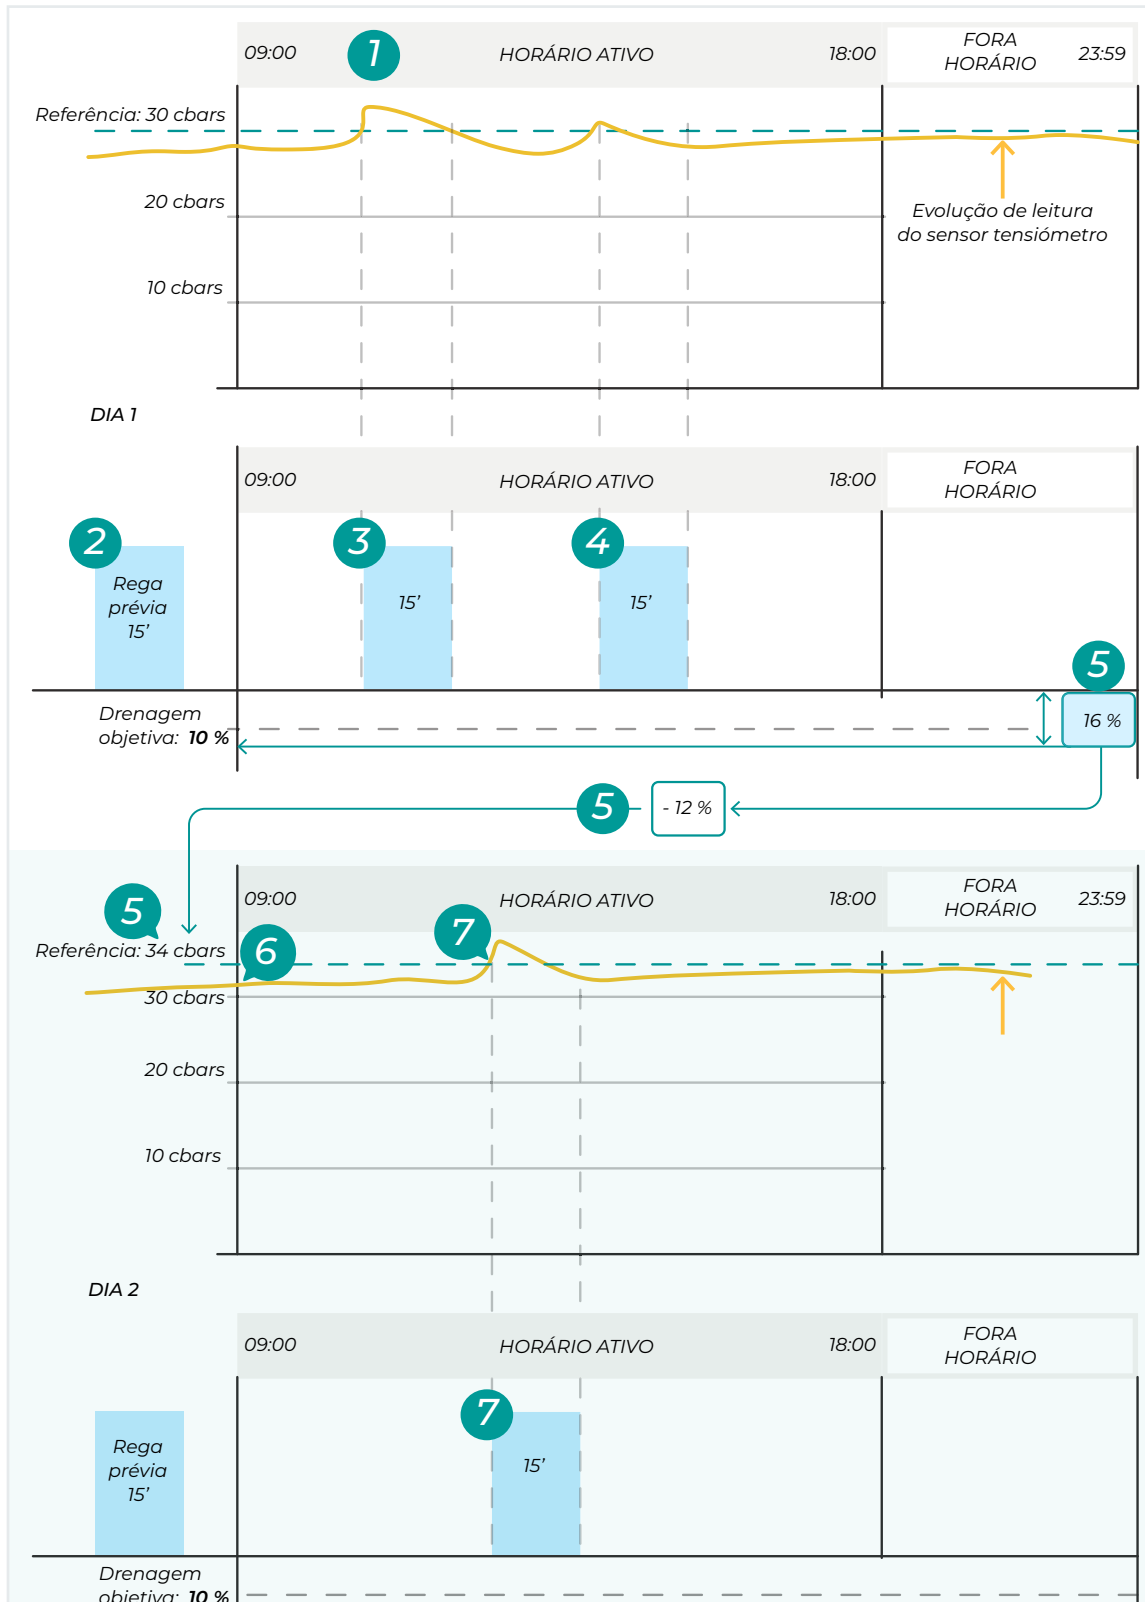 09:00
1
HORÁRIO ATIVO
18:00
FORA
HORÁRIO
23:59
Referência: 30 cbars
20 cbars
Evolução de leitura
do sensor tensiómetro
10 cbars
DIA 1
09:00
HORÁRIO ATIVO
18:00
FORA
HORÁRIO
2
Rega
prévia
15’
3
15’
4
15’
5
16 %
Drenagem
objetiva: 10 %
5
- 12 %
09:00
HORÁRIO ATIVO
18:00
FORA
HORÁRIO
23:59
5
Referência: 34 cbars
6
7
30 cbars
20 cbars
10 cbars
DIA 2
09:00
HORÁRIO ATIVO
18:00
FORA
HORÁRIO
Rega
prévia
15’
7
15’
Drenagem
objetiva: 10 %